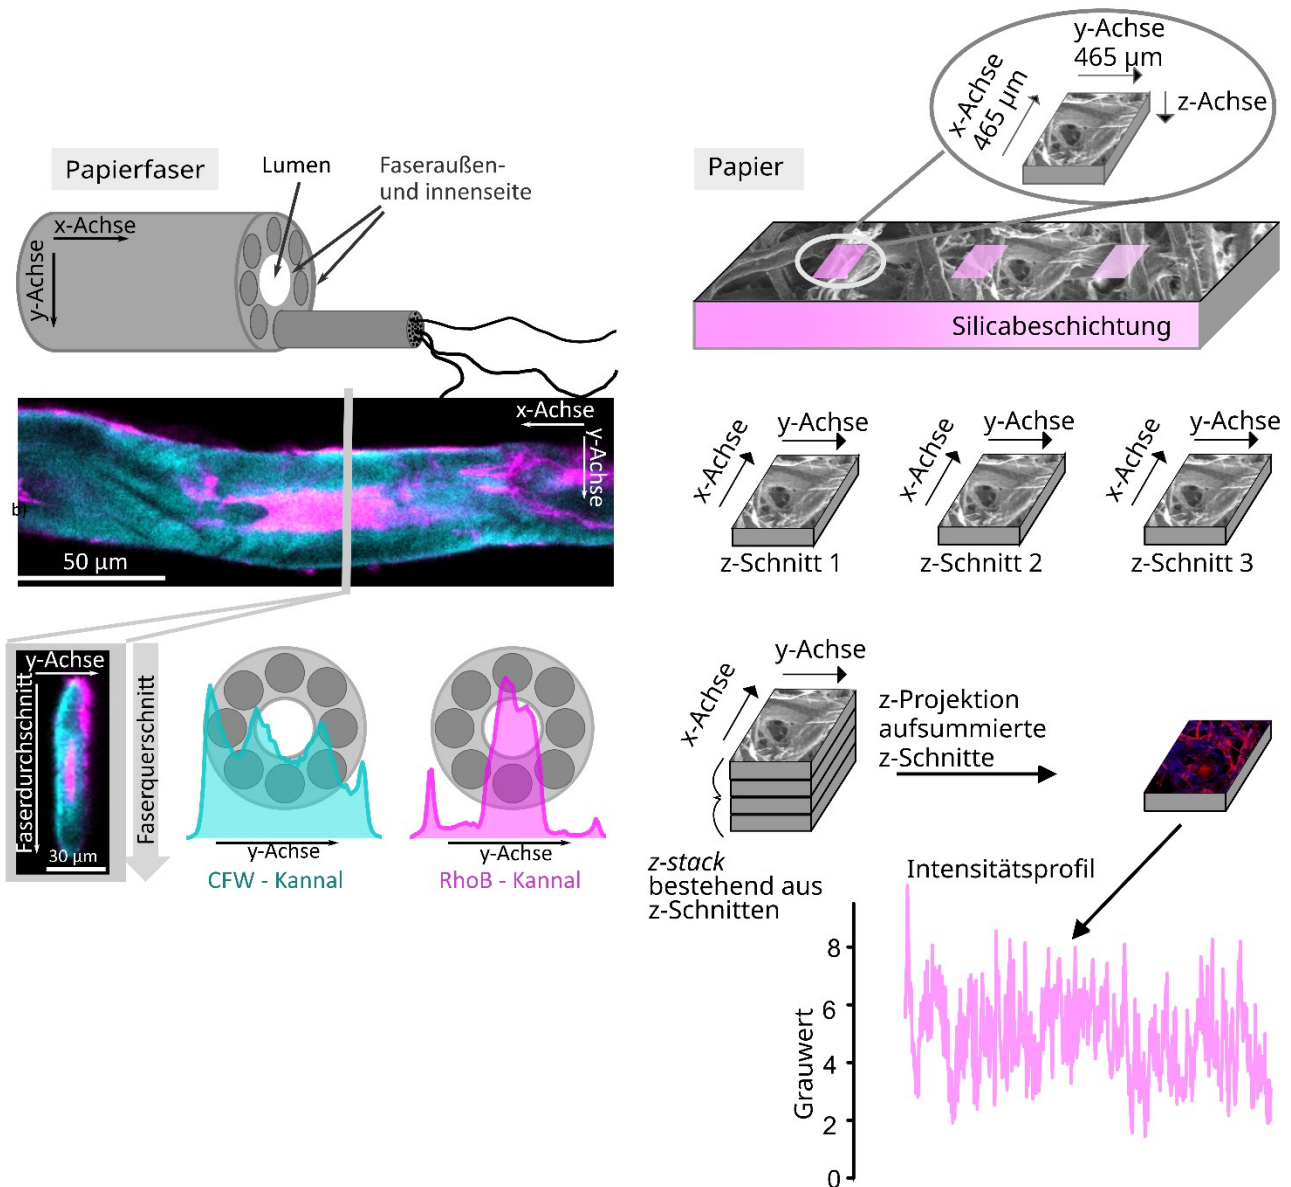 Papierfaser
Lumen
Faseraußen-
und innenseite
x-Achse
y-Achse
x-Achse
y-Achse
b)
50 µm
y-Achse
Faserdurchschnitt
30 µm
Faserquerschnitt
y-Achse
CFW - Kannal
y-Achse
RhoB - Kannal
Papier
y-Achse
465 µm
x-Achse
465 µm
z-Achse
Silicabeschichtung
x-Achse
y-Achse
z-Schnitt 1
x-Achse
y-Achse
z-Schnitt 2
x-Achse
y-Achse
z-Schnitt 3
x-Achse
y-Achse
z-Projektion
aufsummierte
z-Schnitte
z-stack
bestehend aus
z-Schnitten
Intensitätsprofil
Grauwert
8
6
4
2
0